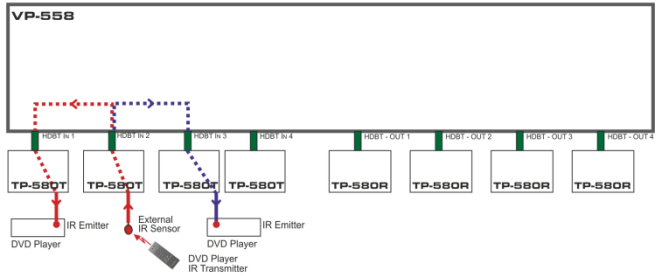 VP-558
HDBT IN 1
HDBT IN 2
HDBT IN 3
HDBT IN 4
HDBT - OUT 1
HDBT - OUT 2
HDBT - OUT 3
HDBT - OUT 4
TP-580T
TP-580T
TP-580T
TP-580T
TP-580R
TP-580R
TP-580R
TP-580R
IR Emitter
DVD Player
External
IR Sensor
IR Emitter
DVD Player
DVD Player
IR Transmitter